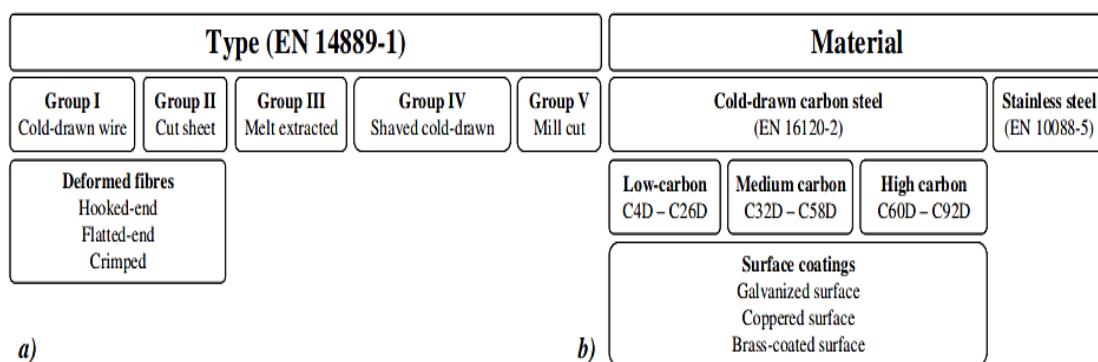 Type (EN 14889-1)
Material
Group I
Cold-drawn wire
Group II
Cut sheet
Group III
Melt extracted
Group IV
Shaved cold-drawn
Group V
Mill cut
Cold-drawn carbon steel
(EN 16120-2)
Stainless steel
(EN 10088-5)
Deformed fibres
Hooked-end
Flatted-end
Crimped
Low-carbon
C4D – C26D
Medium carbon
C32D – C58D
High carbon
C60D – C92D
Surface coatings
Galvanized surface
Coppered surface
Brass-coated surface
a)
b)